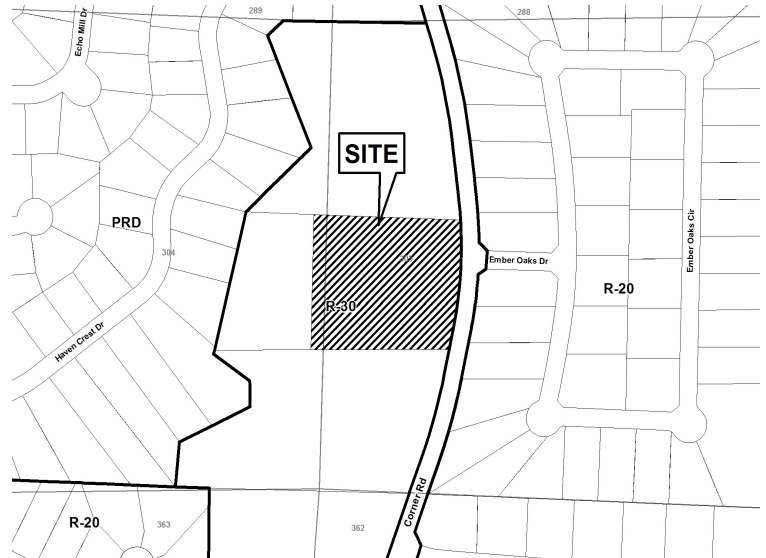 289
288
Echo Mill Dr
SITE
PRD
304
Ember Oaks Dr
Ember Oaks Cir
R-20
R-30
Haven Crest Dr
Corner Rd
R-20
363
362